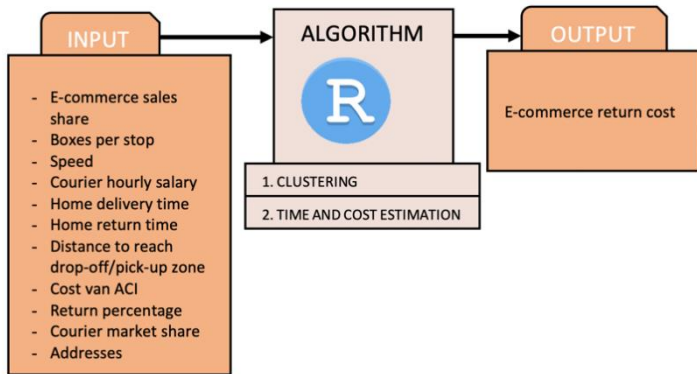 INPUT
- E-commerce sales
share
- Boxes per stop
- Speed
- Courier hourly salary
- Home delivery time
- Home return time
- Distance to reach
drop-off/pick-up zone
- Cost van ACI
- Return percentage
- Courier market share
- Addresses
ALGORITHM
R
1. CLUSTERING
2. TIME AND COST ESTIMATION
OUTPUT
E-commerce return cost